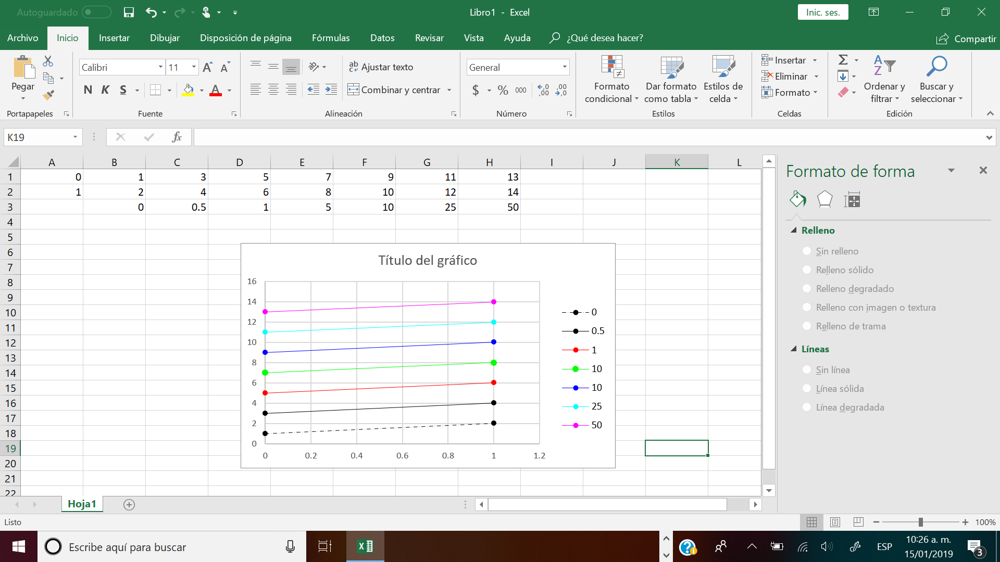 Autoguardado
Libro1 - Excel
Inic. ses.
Archivo Inicio Insertar Dibujar Disposición de página Fórmulas Datos Revisar Vista Ayuda ¿Qué desea hacer? Compartir
Pegar
Portapapeles
Calibri 11
N K S
Fuente
Ajustar texto
Combinar y centrar
Alineación
General
$ % 000
Número
Formato condicional
Dar formato como tabla
Estilos de celda
Estilos
Insertar
Eliminar
Formato
Celdas
Ordenar y filtrar
Buscar y seleccionar
Edición
K19 fx
A B C D E F G H I J K L
1 0 1 3 5 7 9 11 13
2 1 2 4 6 8 10 12 14
3 0 0.5 1 5 10 25 50
4
5
6
7
8
9
10
11
12
13
14
15
16
17
18
19
20
21
22
Título del gráfico
16
14
12
10
8
6
4
2
0
0 0.2 0.4 0.6 0.8 1 1.2
0
0.5
1
10
10
25
50
Formato de forma
Relleno
Sin relleno
Relleno sólido
Relleno degradado
Relleno con imagen o textura
Relleno de trama
Líneas
Sin línea
Línea sólida
Línea degradada
Hoja1
Listo
100%
Escribe aquí para buscar
ESP
10:26 a. m.
15/01/2019
3